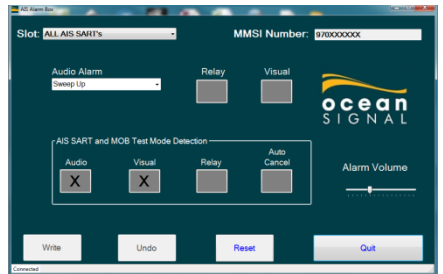 AIS Alarm Box
Slot: ALL AIS SART's MMSI Number: 970XXXXXX
Audio Alarm Relay Visual
Sweep Up
ocean
SIGNAL
AIS SART and MOB Test Mode Detection
Audio Visual Relay Auto Cancel
X X
Alarm Volume
Write Undo Reset Quit
Connected